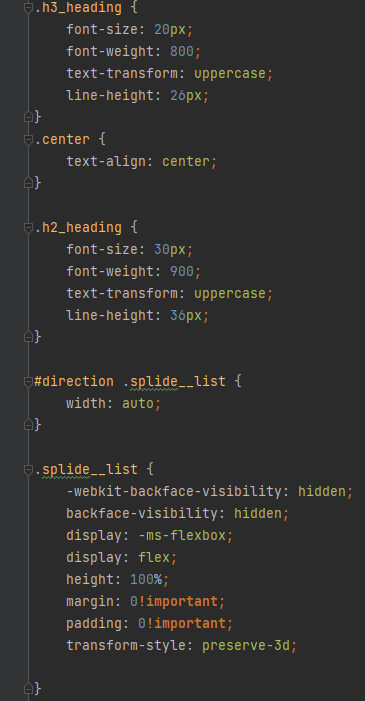 .h3_heading {
    font-size: 20px;
    font-weight: 800;
    text-transform: uppercase;
    line-height: 26px;
}
.center {
    text-align: center;
}

.h2_heading {
    font-size: 30px;
    font-weight: 900;
    text-transform: uppercase;
    line-height: 36px;
}

#direction .splide__list {
    width: auto;
}

.splide__list {
    -webkit-backface-visibility: hidden;
    backface-visibility: hidden;
    display: -ms-flexbox;
    display: flex;
    height: 100%;
    margin: 0!important;
    padding: 0!important;
    transform-style: preserve-3d;

}